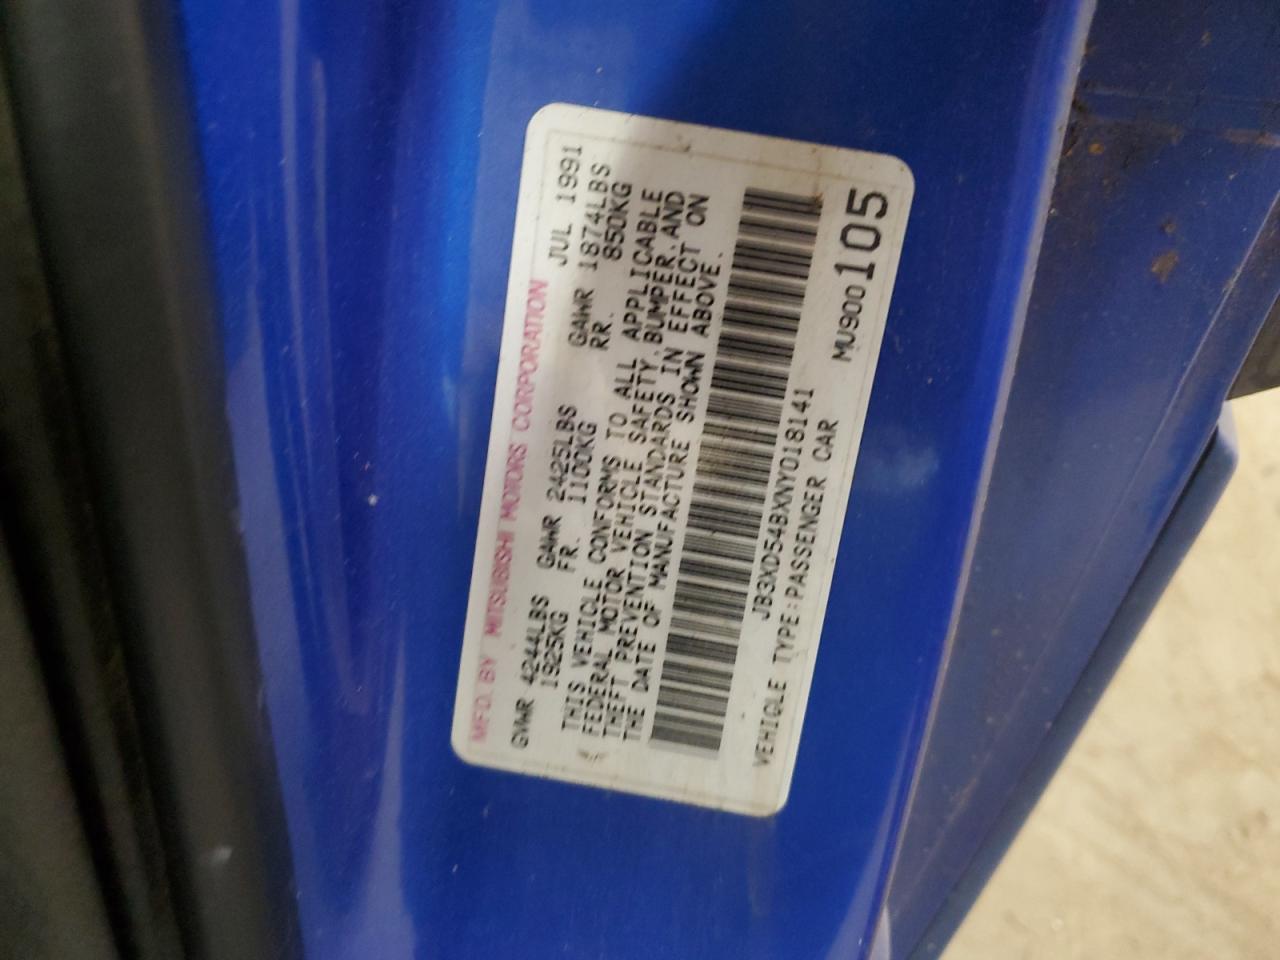 MFD. BY MITSUBISHI MOTORS CORPORATION
JUL 1991
GVWR 4244LBS GAWR 2425LBS GAWR 1874LBS
1925KG FR. 1100KG RR. 850KG
THIS VEHICLE CONFORMS TO ALL APPLICABLE
FEDERAL MOTOR VEHICLE SAFETY, BUMPER, AND
THEFT PREVENTION STANDARDS IN EFFECT ON
THE DATE OF MANUFACTURE SHOWN ABOVE.
JB3XD54BXNY018141
VEHICLE TYPE:PASSENGER CAR
MU900105